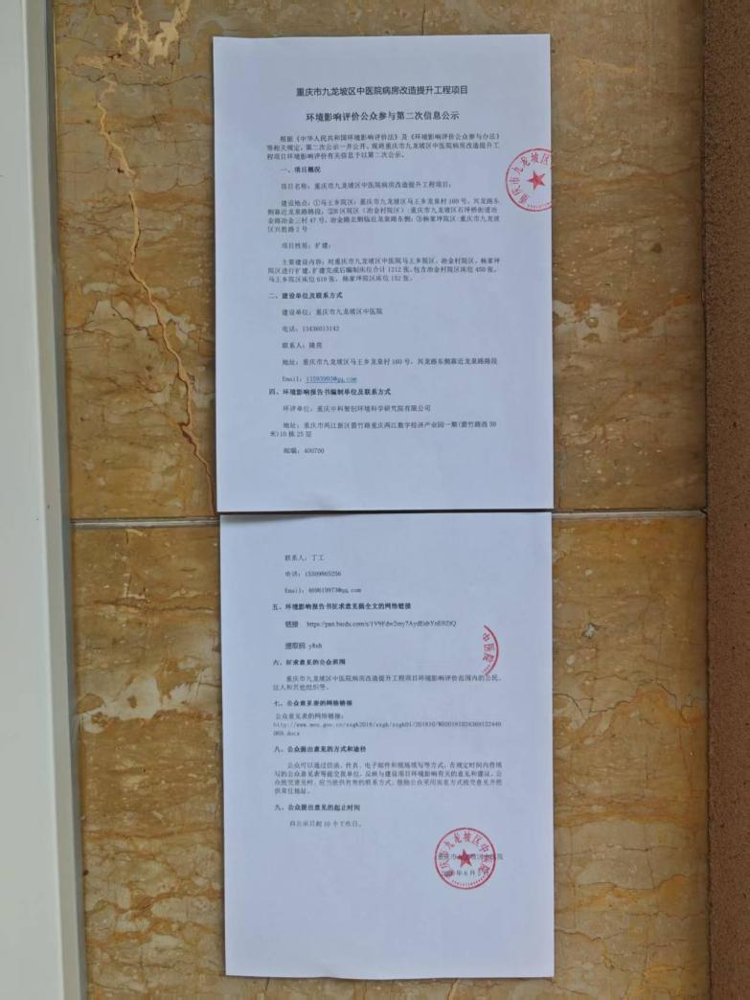 重庆市九龙坡区中医院病房改造提升工程项目
环境影响评价公众参与第二次信息公示
根据《中华人民共和国环境影响评价法》及《环境影响评价公众参与办法》
等相关规定，第二次公示一并公开。现将重庆市九龙坡区中医院病房改造提升工
程项目环境影响评价有关信息予以第二次公示。
一、项目概况
项目名称：重庆市九龙坡区中医院病房改造提升工程项目；
建设地点：①马王乡院区：重庆市九龙坡区马王乡龙泉村160号，兴龙路东
侧靠近龙泉路路段；②本区院区（冶金村院区）：重庆市九龙坡区石坪桥街道冶
金路冶金三村47号，冶金路北侧临近龙泉路东侧；③杨家坪院区：重庆市九龙坡
区兴胜路2号
项目性质：扩建；
主要建设内容：对重庆市九龙坡区中医院马王乡院区、冶金村院区、杨家坪
院区进行扩建，扩建完成后编制床位合计1212张，包含冶金村院区床位450张，
马王乡院区床位610张，杨家坪院区床位152张。
二、建设单位及联系方式
建设单位：重庆市九龙坡区中医院
电话：13436013142
联系人：陵亮
地址：重庆市九龙坡区马王乡龙泉村160号，兴龙路东侧靠近龙泉路路段
Email：13593903@qq.com
四、环境影响报告书编制单位及联系方式
环评单位：重庆中科智创环境科学研究院有限公司
地址：重庆市两江新区箭竹路重庆两江数字经济产业园一期(箭竹路西50
米)10栋25层
邮编：400700
联系人：丁工
电话：15309865256
Email：469619973@qq.com
五、环境影响报告书征求意见稿全文的网络链接
链接 https://pan.baidu.com/s/1V9Fdw2my7AydEsbYnE9ZtQ
提取码 y8xh
六、征求意见的公众范围
重庆市九龙坡区中医院病房改造提升工程项目环境影响评价范围内的公民、
法人和其他组织等。
七、公众意见表的网络链接
公众意见表的网络链接：
http://www.mee.gov.cn/xxgk2018/xxgk/xxgk01/201810/W020181024369122449
069.docx
八、公众提出意见的方式和途径
公众可以通过信函、传真、电子邮件和现场填写等方式，在规定时间内将填
写的公众意见表等提交我单位，反映与建设项目环境影响有关的意见和建议。公
众提交意见时，应当提供有效的联系方式。鼓励公众采用实名方式提交意见并提
供常住地址。
九、公众提出意见的起止时间
自公示日起10个工作日。
重庆市九龙坡区中医院